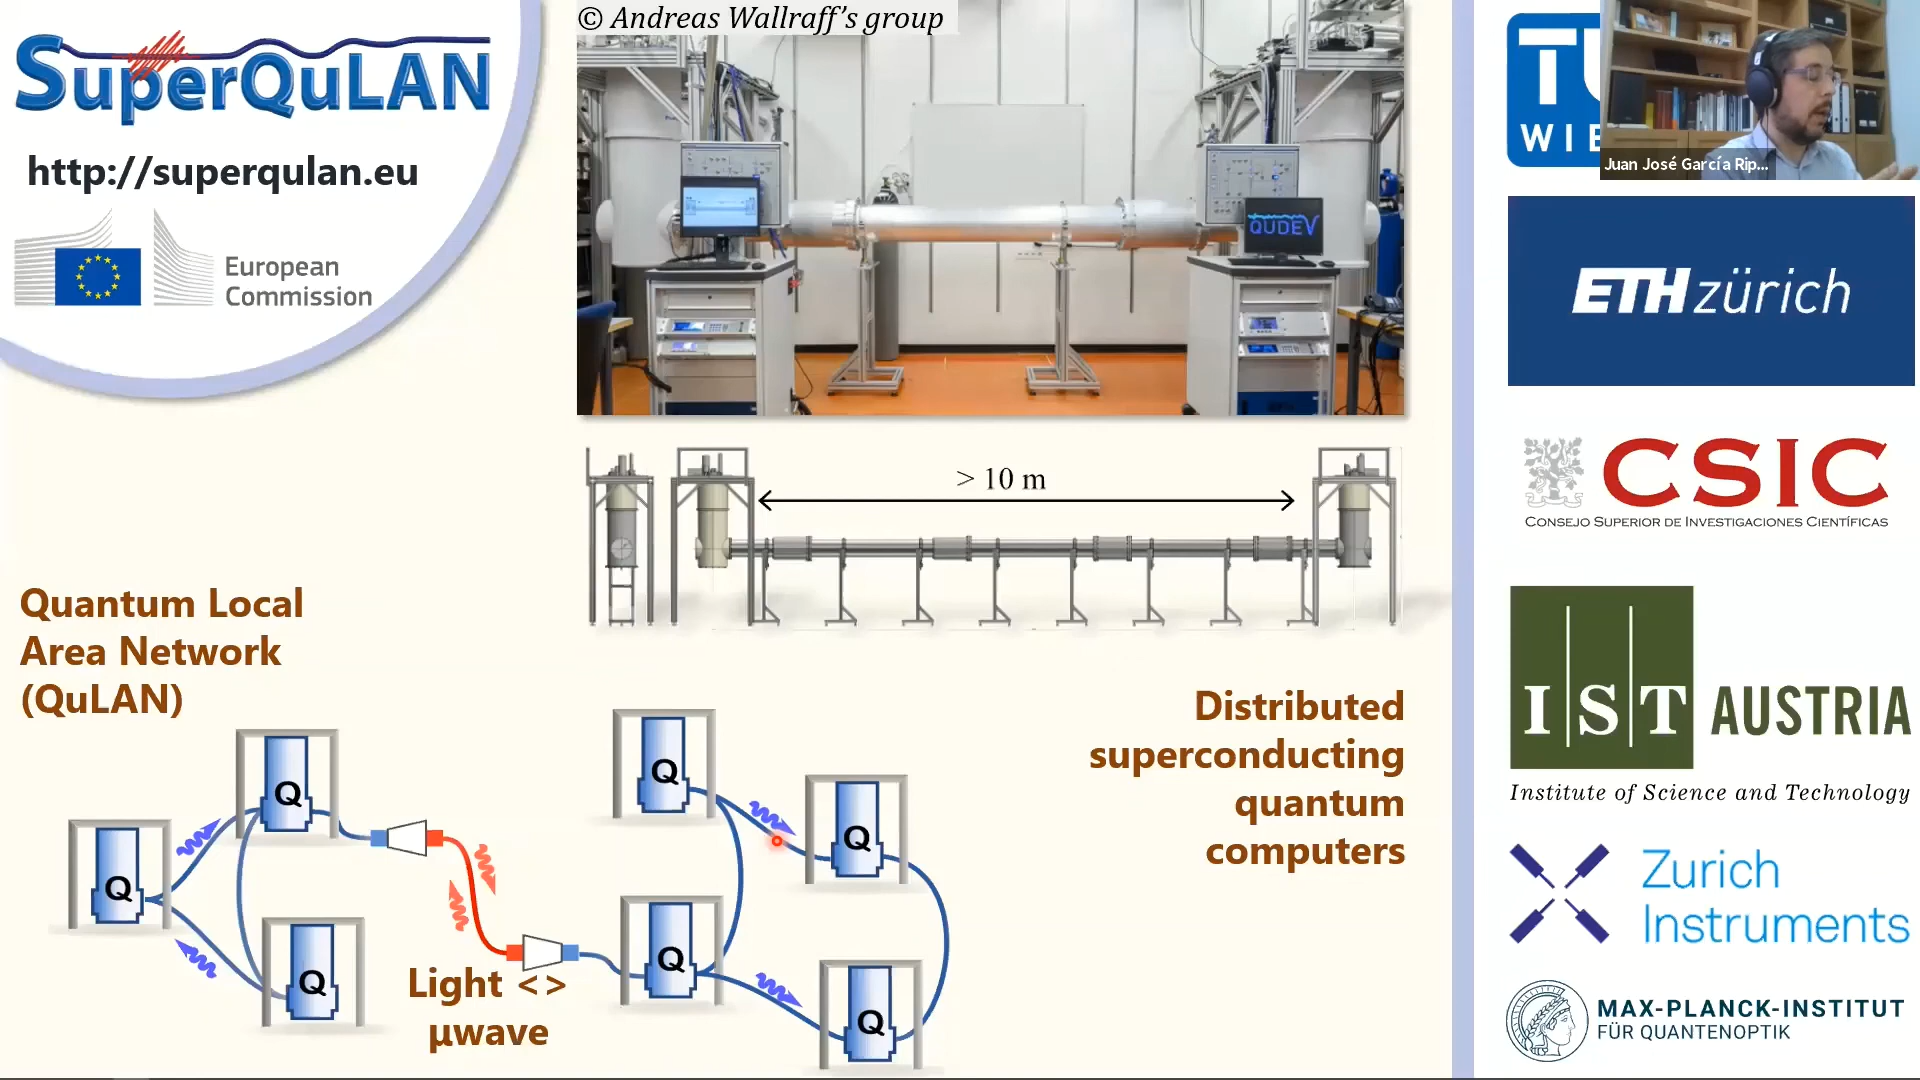 © Andreas Wallraff's group
SuperQuLAN
http://superqulan.eu
European
Commission
QUDEV
> 10 m
Quantum Local
Area Network
(QuLAN)
Distributed
superconducting
quantum
computers
Q
Q
Q
Q
Q
Q
Q
Light <>
μwave
Juan José García Rip...
ETH zürich
CSIC
CONSEJO SUPERIOR DE INVESTIGACIONES CIENTÍFICAS
IST AUSTRIA
Institute of Science and Technology
Zurich
Instruments
MAX-PLANCK-INSTITUT
FÜR QUANTENOPTIK